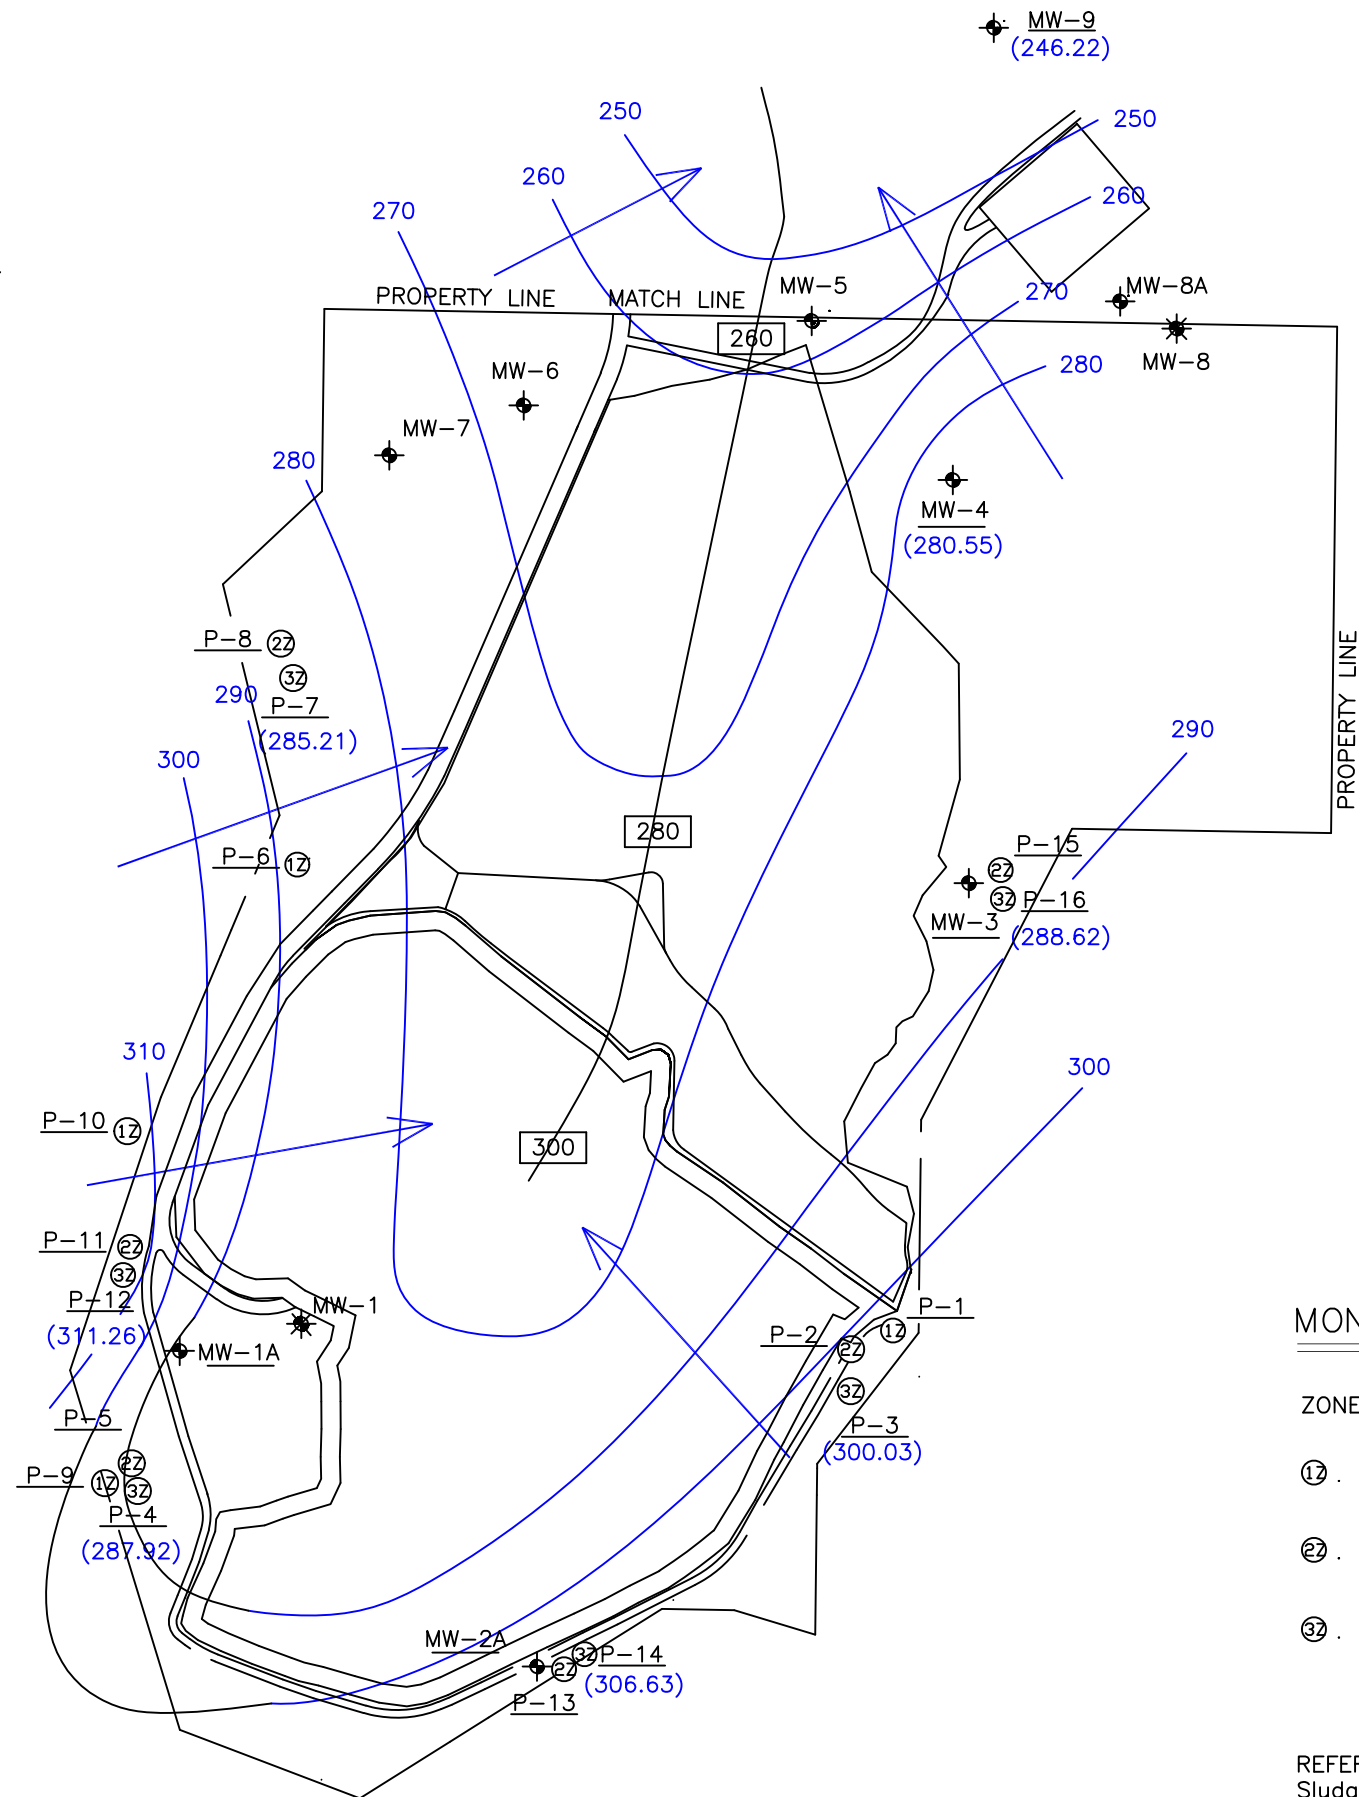 MW-9
(246.22)
250
250
260
260
270
PROPERTY LINE
MATCH LINE
MW-5
MW-8A
270
260
MW-8
MW-6
280
MW-7
280
MW-4
(280.55)
P-8
2Z
3Z
290
P-7
(285.21)
PROPERTY LINE
300
290
280
P-6
1Z
P-15
2Z
3Z
P-16
MW-3
(288.62)
310
300
P-10
1Z
300
P-11
2Z
3Z
P-12
MW-1
P-1
MON
(311.26)
MW-1A
P-2
1Z
2Z
3Z
ZONE
P-5
P-3
(300.03)
2Z
P-9
1Z
3Z
1Z .
P-4
(287.92)
2Z .
MW-2A
3Z
P-14
2Z
(306.63)
P-13
3Z .
REFER
Sludg